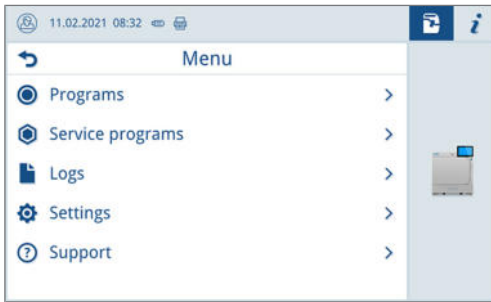 11.02.2021 08:32
i
Menu
Programs
Service programs
Logs
Settings
? Support